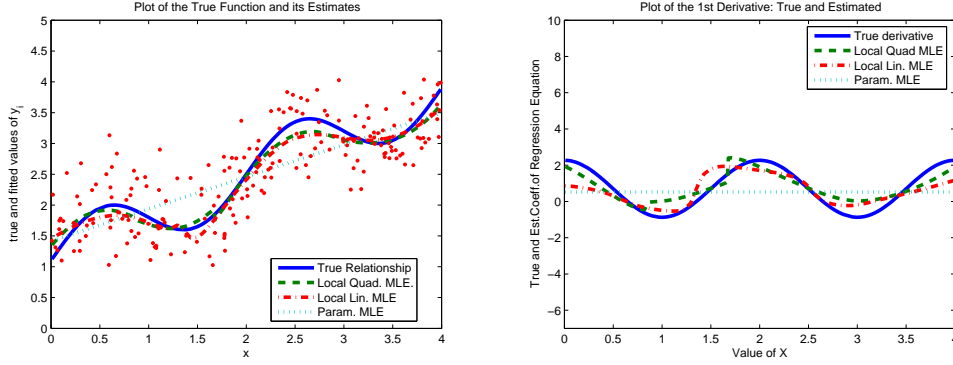 Plot of the True Function and its Estimates
5
4.5
4
3.5
3
2.5
2
1.5
1
0.5
0
true and fitted values of y_i
0 0.5 1 1.5 2 2.5 3 3.5 4
x
True Relationship
Local Quad. MLE.
Local Lin. MLE
Param. MLE
Plot of the 1st Derivative: True and Estimated
10
8
6
4
2
0
-2
-4
-6
True and Est.Coeff.of Regression Equation
0 0.5 1 1.5 2 2.5 3 3.5 4
Value of X
True derivative
Local Quad MLE
Local Lin. MLE
Param. MLE